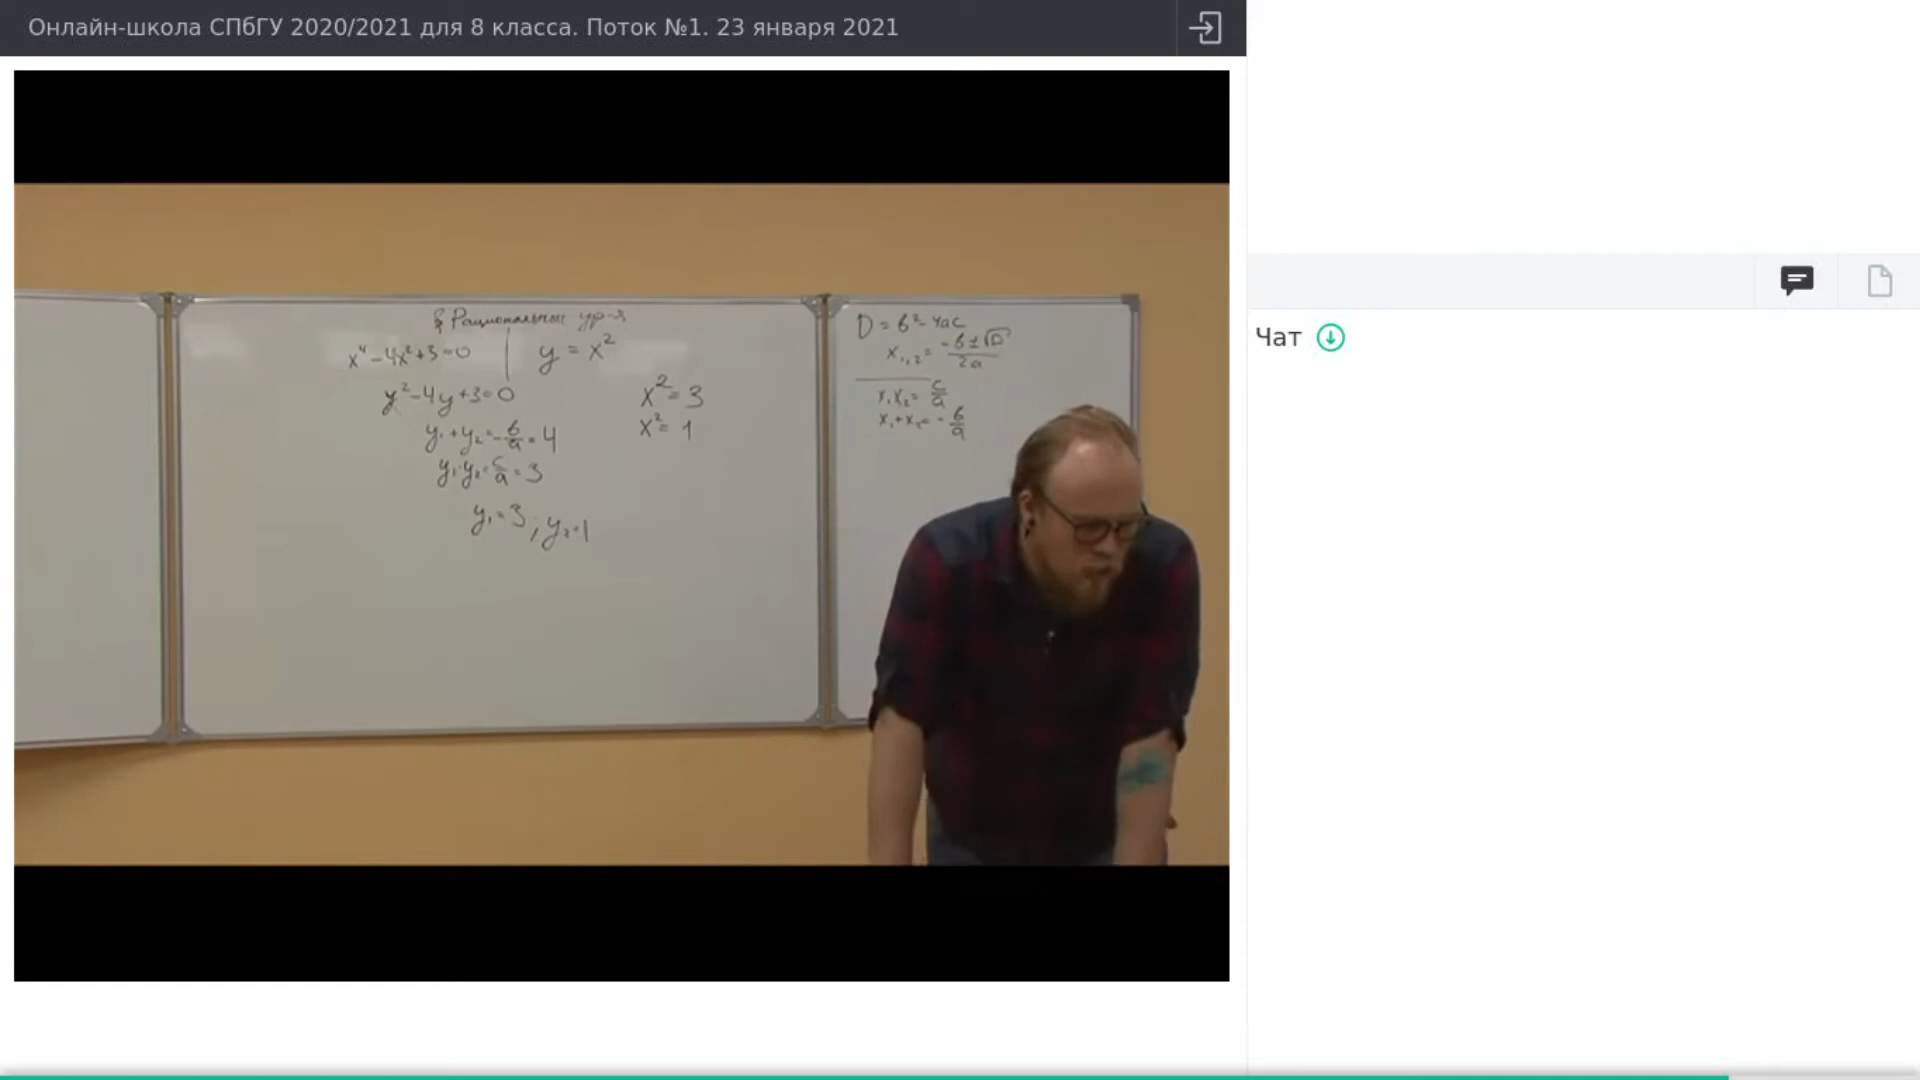 Онлайн-школа СПбГУ 2020/2021 для 8 класса. Поток №1. 23 января 2021
Чат
§ Рациональные ур-я
x⁴-4x²+3=0
y = x²
y²-4y+3=0
y₁+y₂=-b/a=4
y₁·y₂=c/a=3
y₁=3; y₂=1
x²=3
x²=1
D=b²-4ac
x₁,₂=(-b±√D)/2a
x₁x₂=c/a
x₁+x₂=-b/a